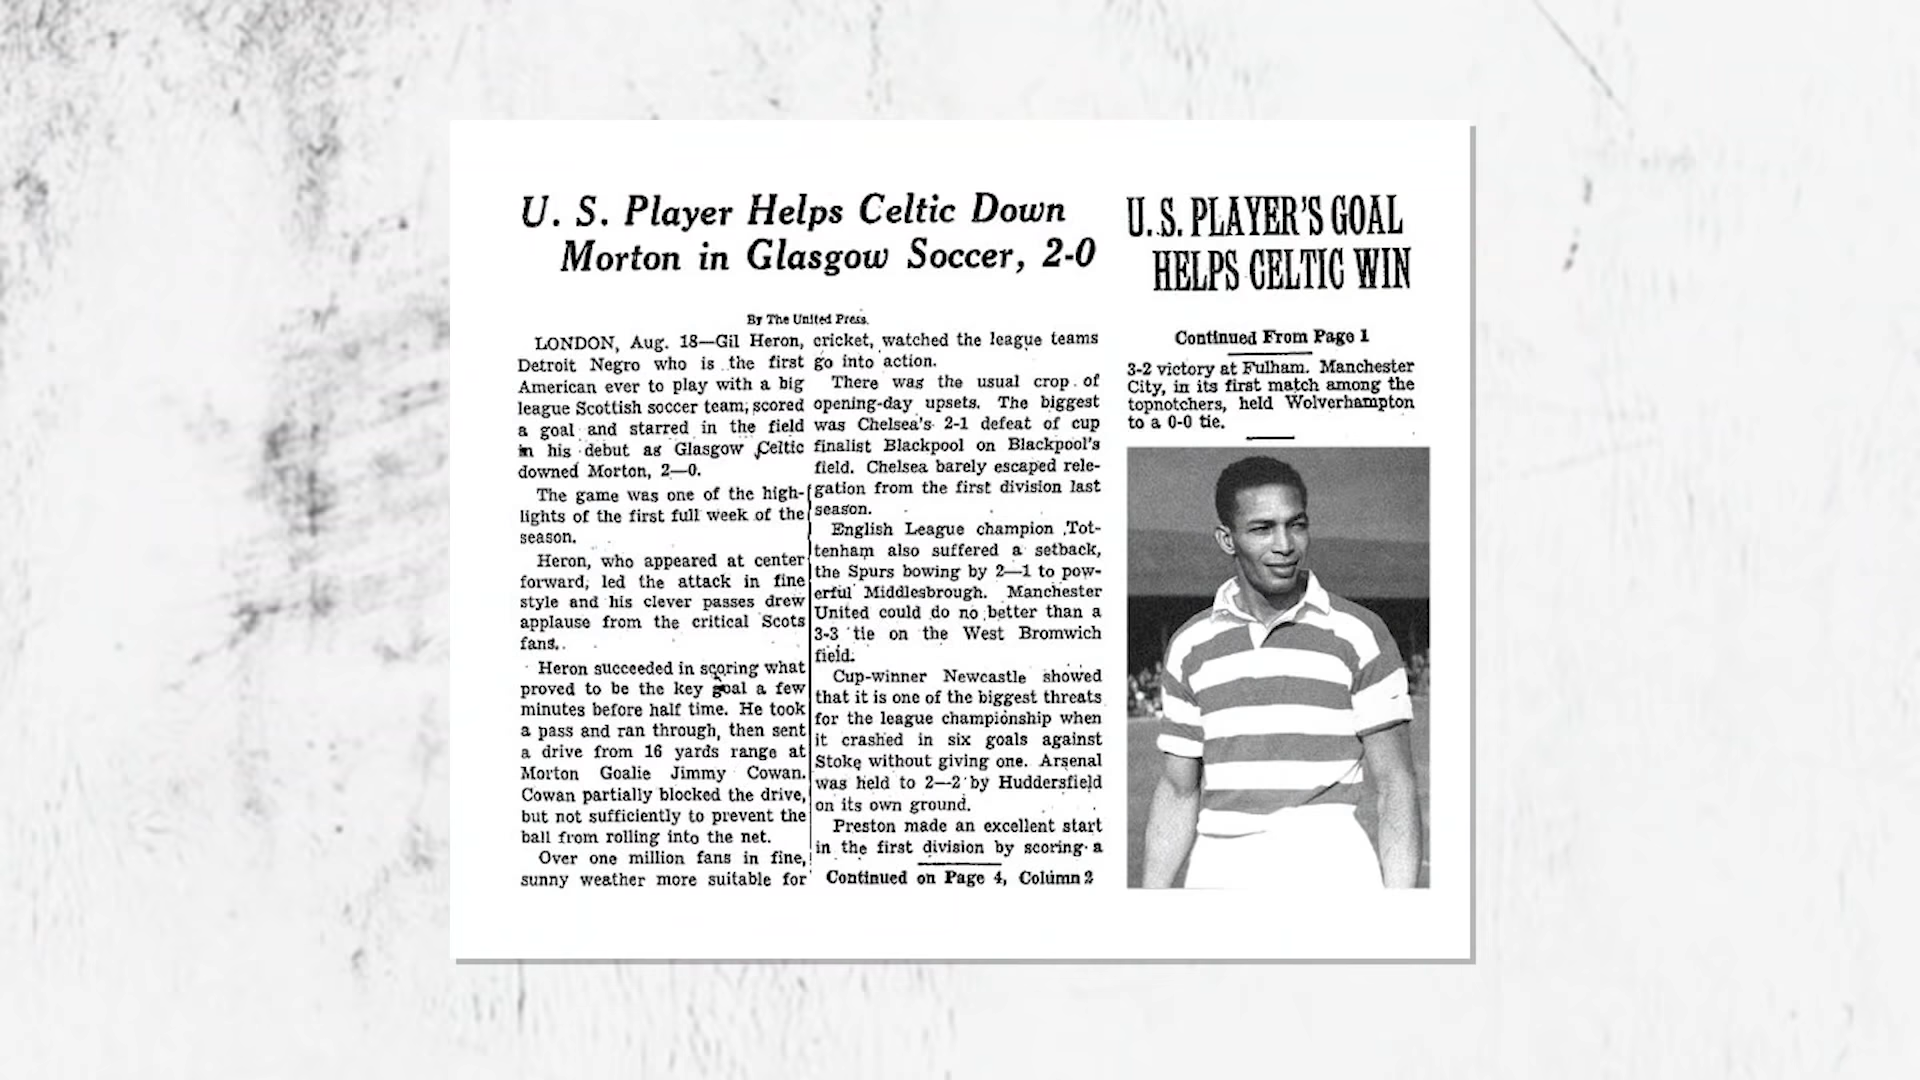 U. S. Player Helps Celtic Down
Morton in Glasgow Soccer, 2-0
By The United Press.
LONDON, Aug. 18—Gil Heron,
Detroit Negro who is the first
American ever to play with a big
league Scottish soccer team, scored
a goal and starred in the field
in his debut as Glasgow Celtic
downed Morton, 2—0.
The game was one of the high-
lights of the first full week of the
season.
Heron, who appeared at center
forward, led the attack in fine
style and his clever passes drew
applause from the critical Scots
fans.
Heron succeeded in scoring what
proved to be the key goal a few
minutes before half time. He took
a pass and ran through, then sent
a drive from 16 yards range at
Morton Goalie Jimmy Cowan.
Cowan partially blocked the drive,
but not sufficiently to prevent the
ball from rolling into the net.
Over one million fans in fine,
sunny weather more suitable for
cricket, watched the league teams
go into action.
There was the usual crop of
opening-day upsets. The biggest
was Chelsea's 2-1 defeat of cup
finalist Blackpool on Blackpool's
field. Chelsea barely escaped rele-
gation from the first division last
season.
English League champion Tot-
tenham also suffered a setback,
the Spurs bowing by 2—1 to pow-
erful Middlesbrough. Manchester
United could do no better than a
3-3 tie on the West Bromwich
field.
Cup-winner Newcastle showed
that it is one of the biggest threats
for the league championship when
it crashed in six goals against
Stoke without giving one. Arsenal
was held to 2—2 by Huddersfield
on its own ground.
Preston made an excellent start
in the first division by scoring a
Continued on Page 4, Column 2
U. S. PLAYER'S GOAL
HELPS CELTIC WIN
Continued From Page 1
3-2 victory at Fulham. Manchester
City, in its first match among the
topnotchers, held Wolverhampton
to a 0-0 tie.